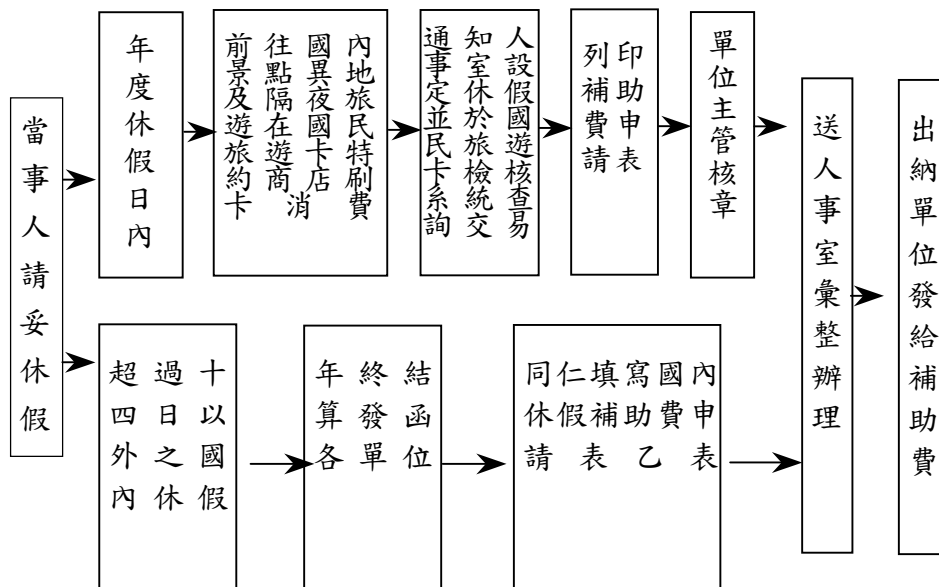 當事人請妥休假
年度休假日內
前往國內
景點異地
及隔夜旅
遊在國民
旅遊卡特
約商店刷
卡消費
通知人
事室設
定休假
並於國
民旅遊
卡檢核
系統查
詢交易
列印
補助
費申
請表
單位主管核章
超過十
四日以
外之國
內休假
年終結
算發函
各單位
同仁填寫國內
休假補助費申
請表乙表
送人事室彙整辦理
出納單位發給補助費